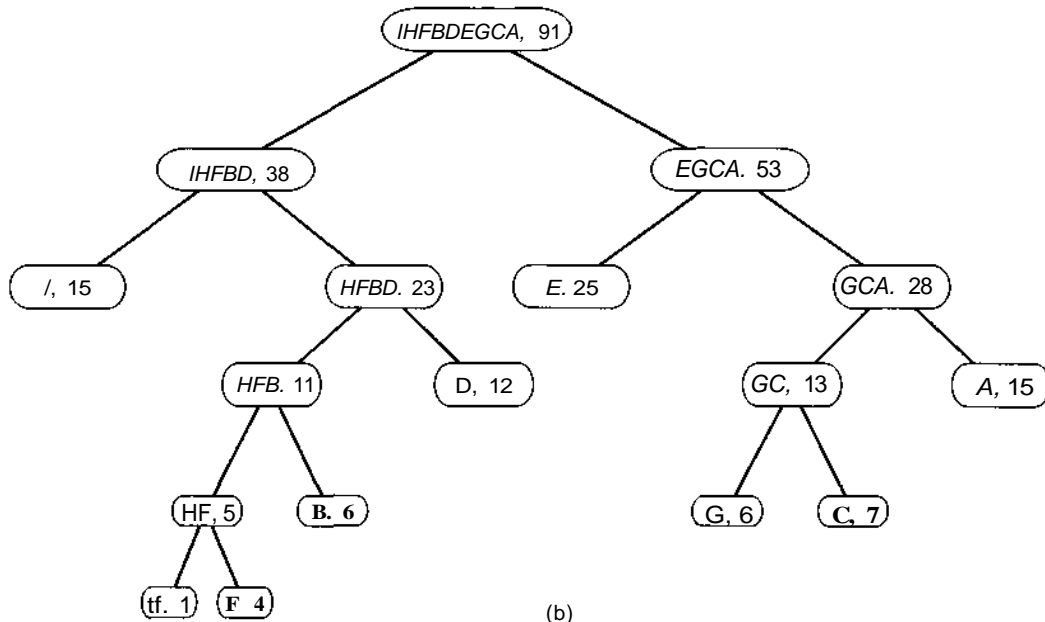 IHFBDEGCA, 91
IHFBD, 38
EGCA. 53
/, 15
HFBD. 23
E. 25
GCA. 28
HFB. 11
D, 12
GC, 13
A, 15
HF, 5
B. 6
G, 6
C, 7
tf. 1
F 4
(b)